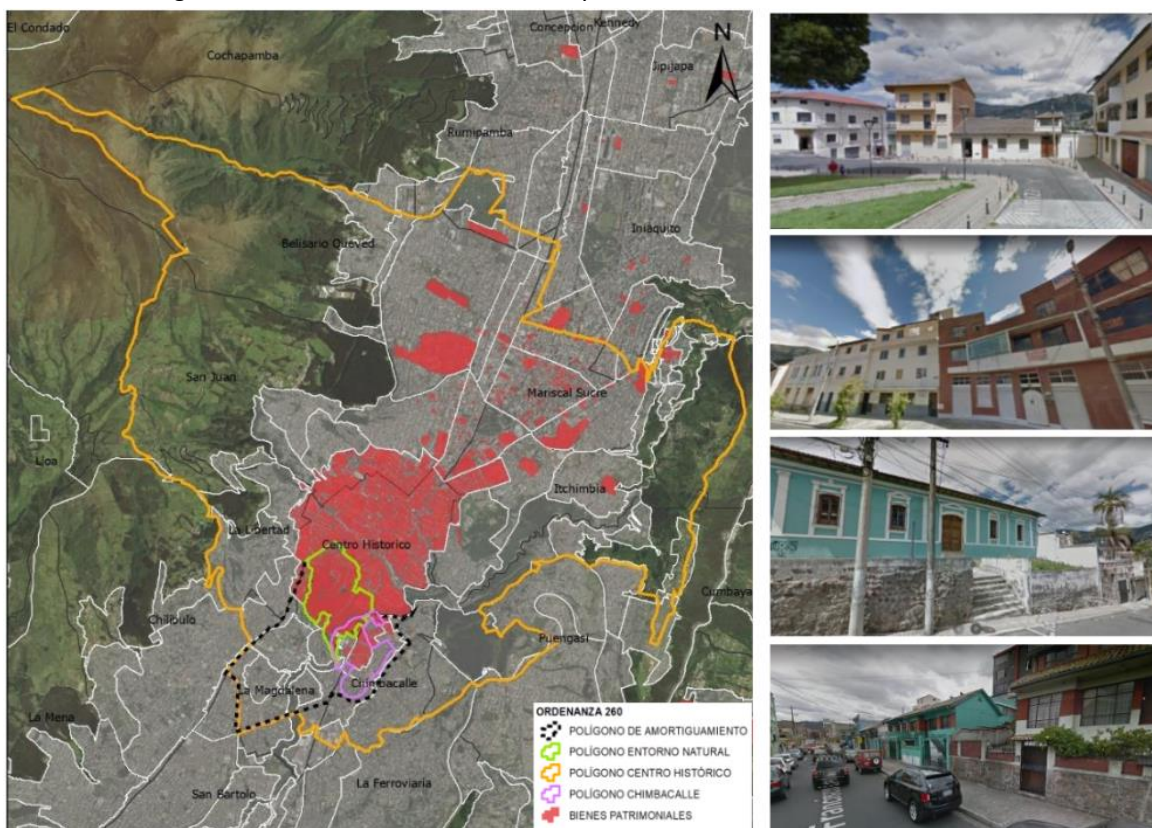 El Condado
Cochapamba
Concepcion
Kennedy
Jipijapa
N
Rumipamba
Belisario Queved
Iniaquito
San Juan
Mariscal Sucre
Lloa
Itchimbia
La Libertad
Centro Historico
Cumbaya
Chilibulo
Puengasi
La Magdalena
Chimbacalle
La Mena
La Ferroviaria
San Bartolo
ORDENANZA 260
POLÍGONO DE AMORTIGUAMIENTO
POLÍGONO ENTORNO NATURAL
POLÍGONO CENTRO HISTÓRICO
POLÍGONO CHIMBACALLE
BIENES PATRIMONIALES